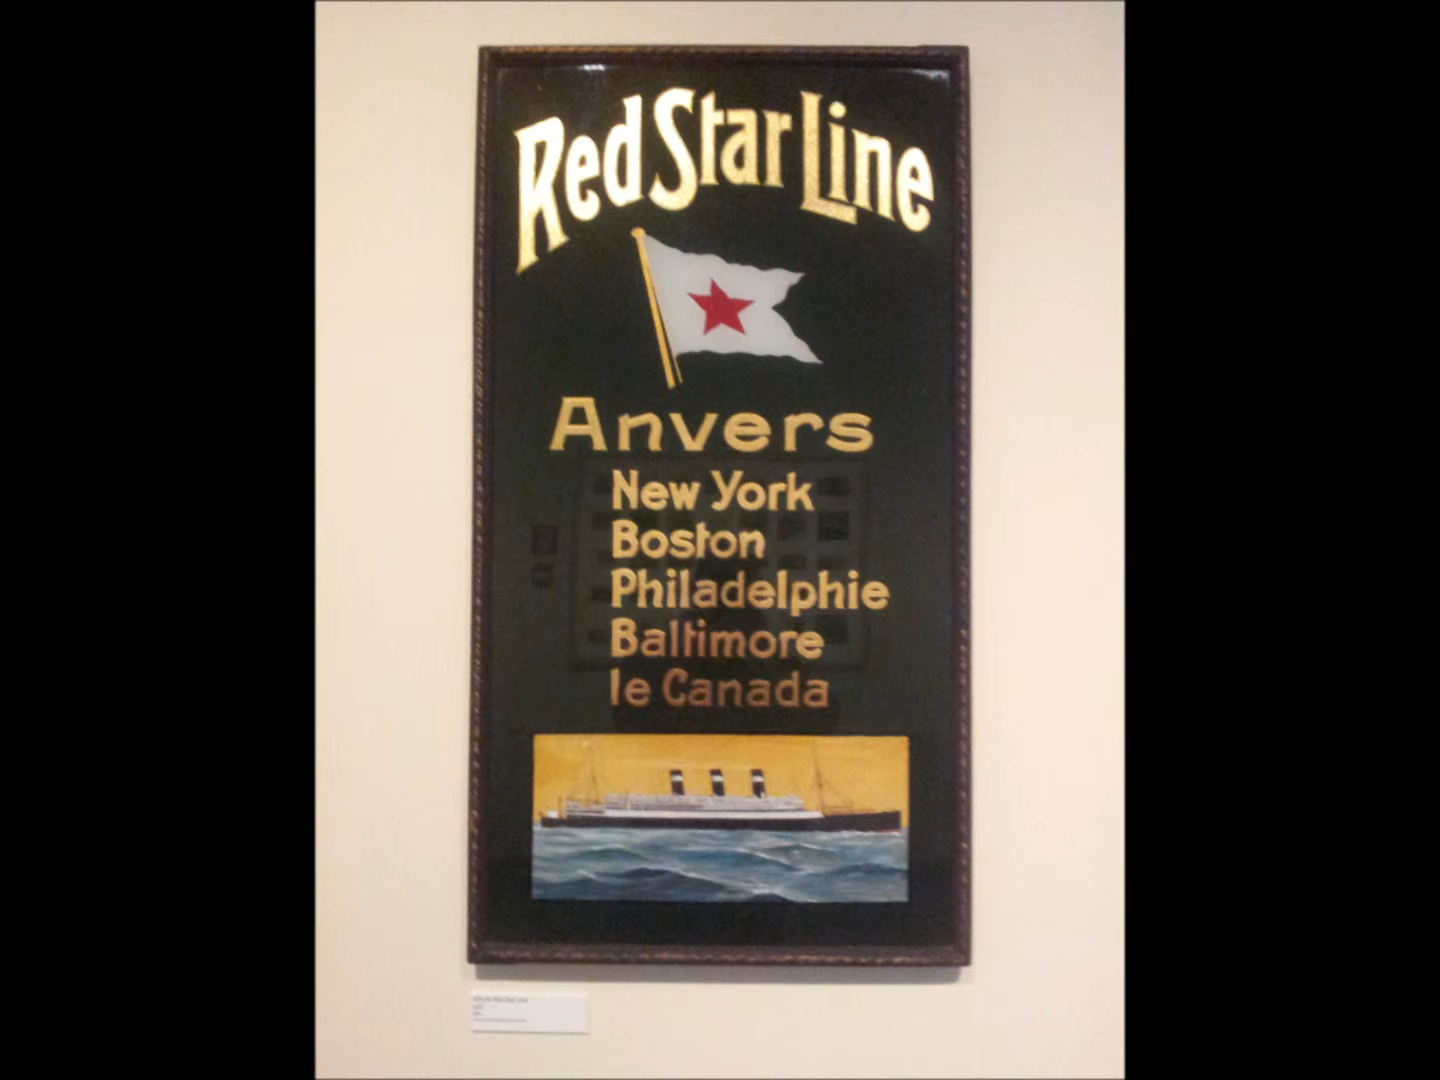 Red Star Line
Anvers
New York
Boston
Philadelphie
Baltimore
le Canada